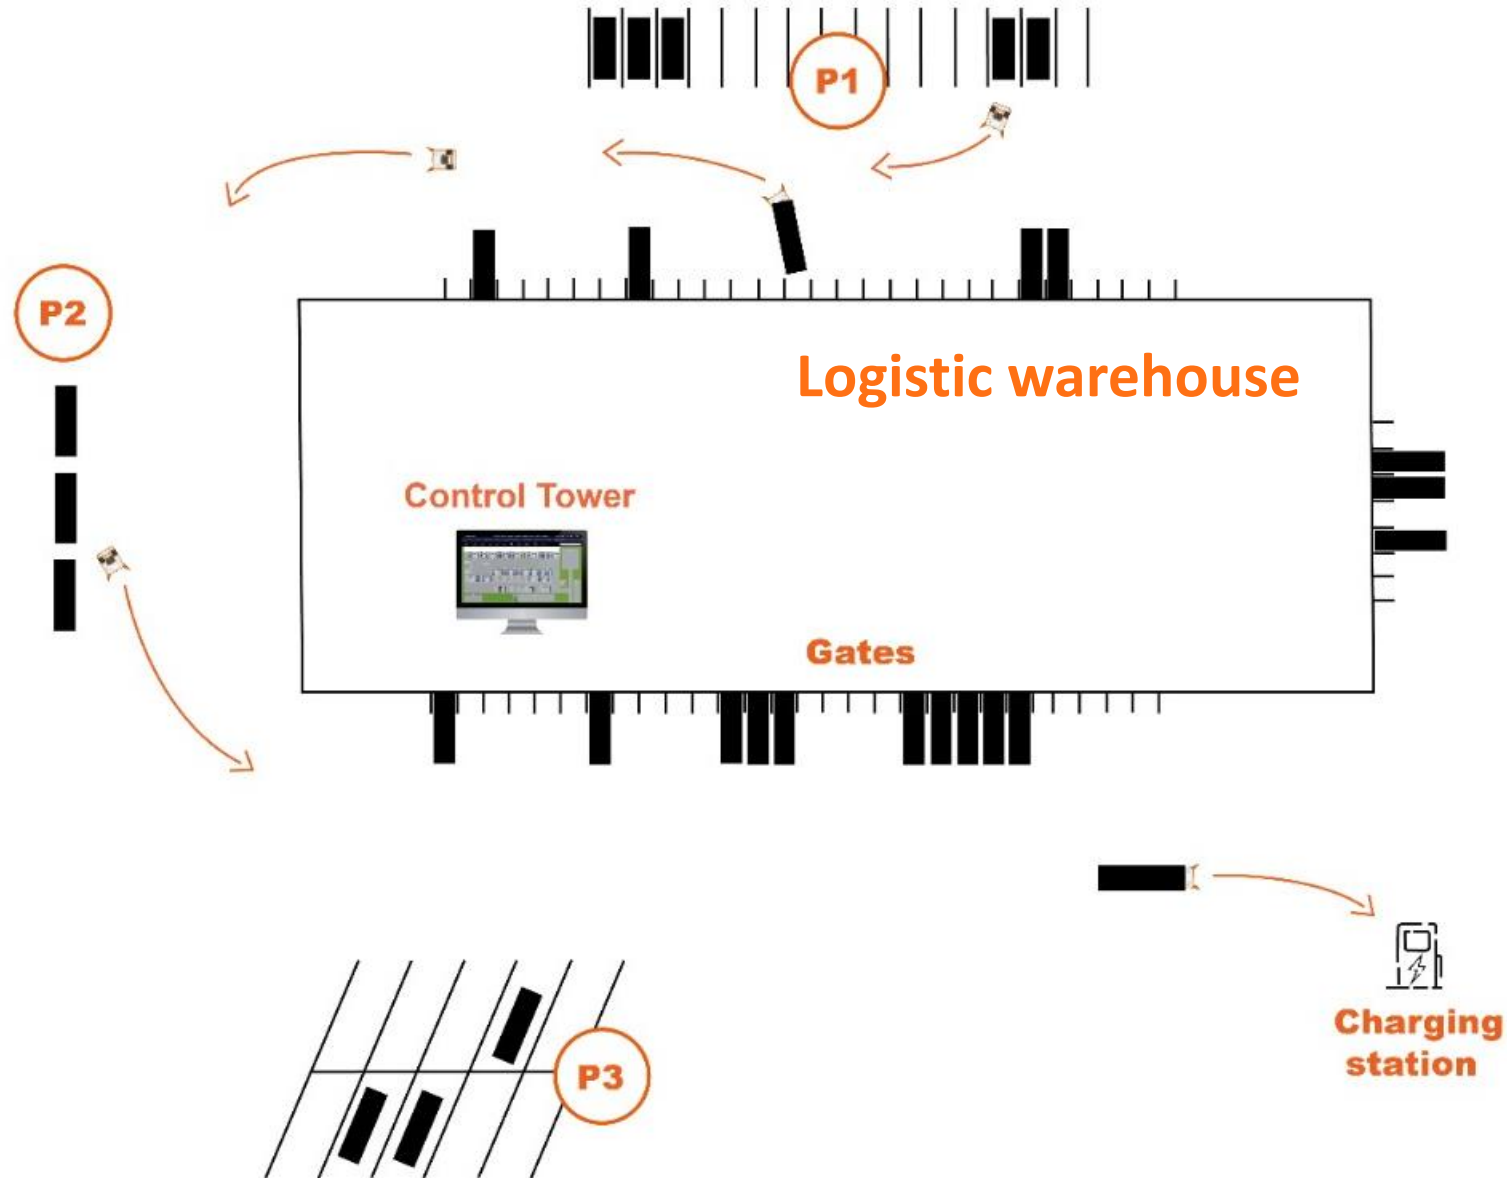 P1
P2
Logistic warehouse
Control Tower
Gates
P3
Charging
station